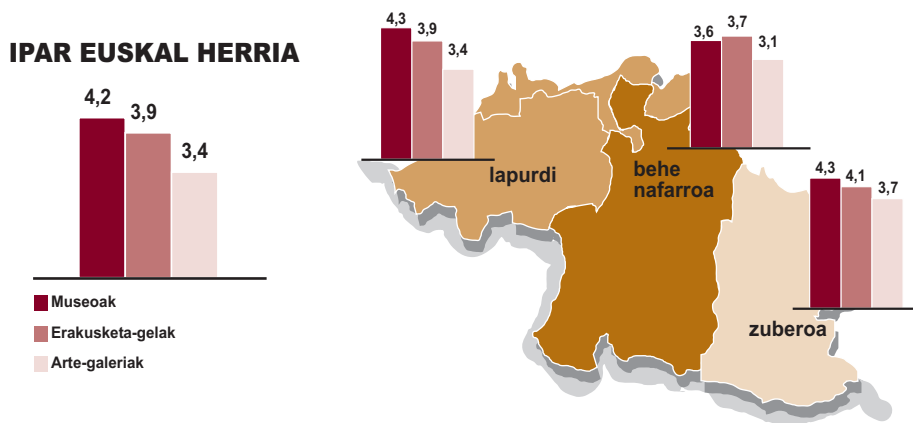 IPAR EUSKAL HERRIA
4,2
3,9
3,4
Museoak
Erakusketa-gelak
Arte-galeriak
4,3
3,9
3,4
lapurdi
3,6
3,7
3,1
behe
nafarroa
4,3
4,1
3,7
zuberoa